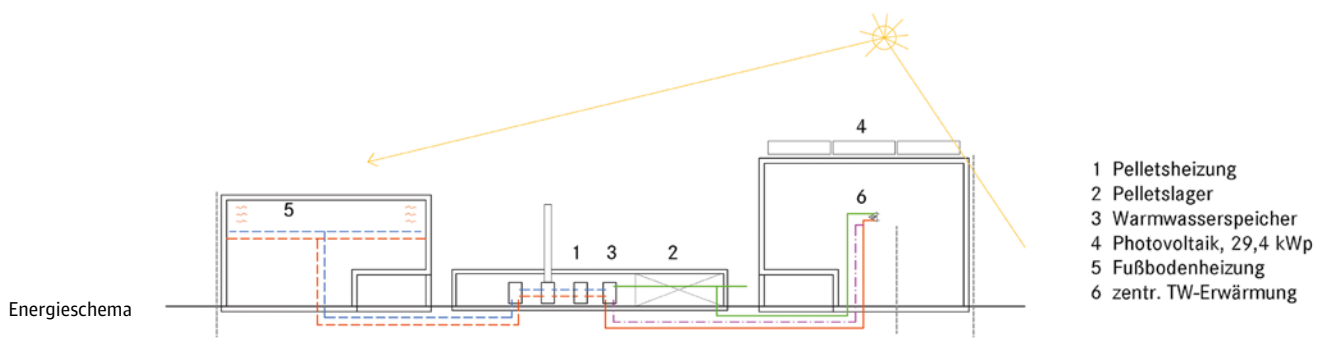 4
1 Pelletsheizung
2 Pelletslager
3 Warmwasserspeicher
4 Photovoltaik, 29,4 kWp
5 Fußbodenheizung
6 zentr. TW-Erwärmung
5
6
1 3 2
Energieschema